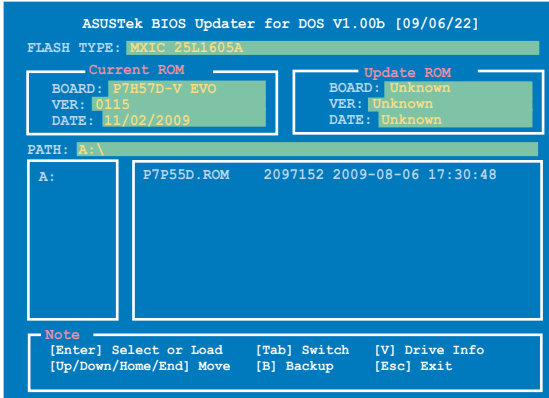 ASUSTek BIOS Updater for DOS V1.00b [09/06/22]
FLASH TYPE: MXIC 25L1605A
Current ROM
BOARD: P7H57D-V EVO
VER: 0115
DATE: 11/02/2009
Update ROM
BOARD: Unknown
VER: Unknown
DATE: Unknown
PATH: A:\
A:
P7P55D.ROM 2097152 2009-08-06 17:30:48
Note
[Enter] Select or Load [Tab] Switch [V] Drive Info
[Up/Down/Home/End] Move [B] Backup [Esc] Exit